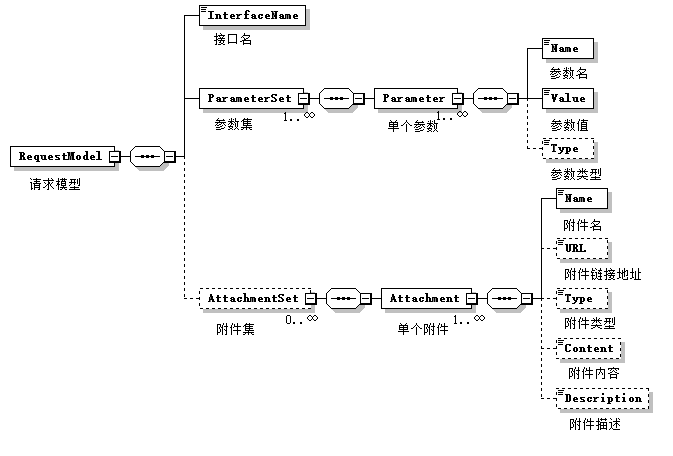 InterfaceName
接口名
Name
参数名
ParameterSet
1..∞
参数集
Parameter
1..∞
单个参数
Value
参数值
Type
参数类型
RequestModel
请求模型
Name
附件名
URL
附件链接地址
AttachmentSet
0..∞
附件集
Attachment
1..∞
单个附件
Type
附件类型
Content
附件内容
Description
附件描述